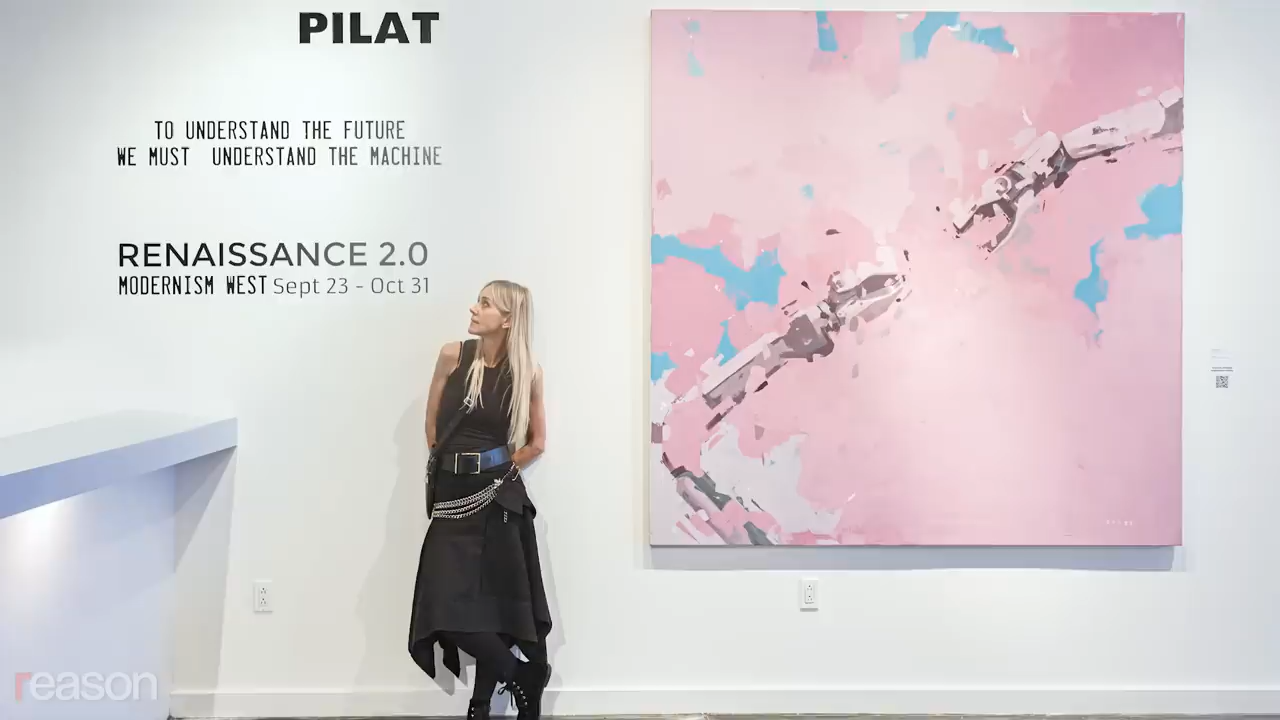 PILAT
TO UNDERSTAND THE FUTURE
WE MUST UNDERSTAND THE MACHINE
RENAISSANCE 2.0
MODERNISM WEST Sept 23 - Oct 31
reason